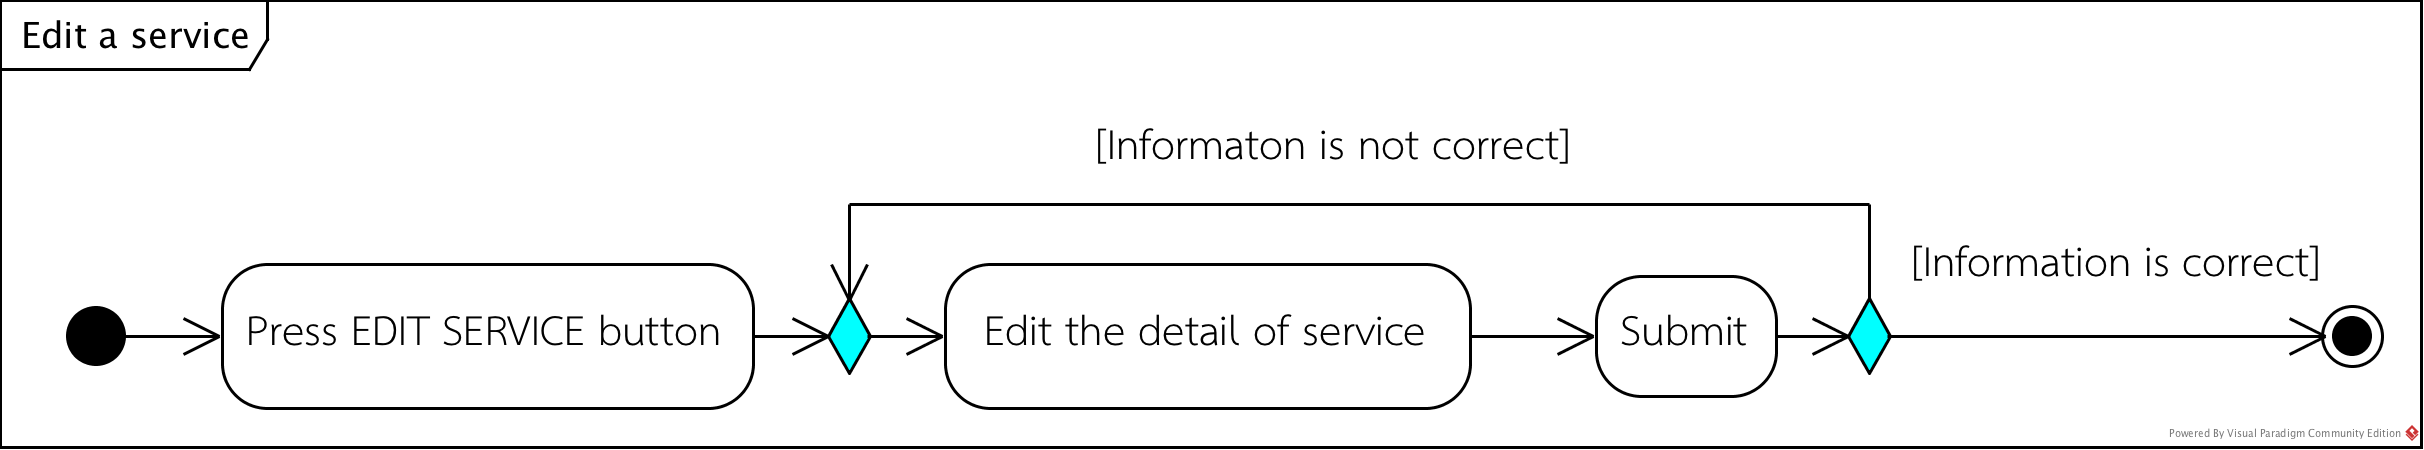 Edit a service
[Informaton is not correct]
[Information is correct]
Press EDIT SERVICE button
Edit the detail of service
Submit
Powered By Visual Paradigm Community Edition